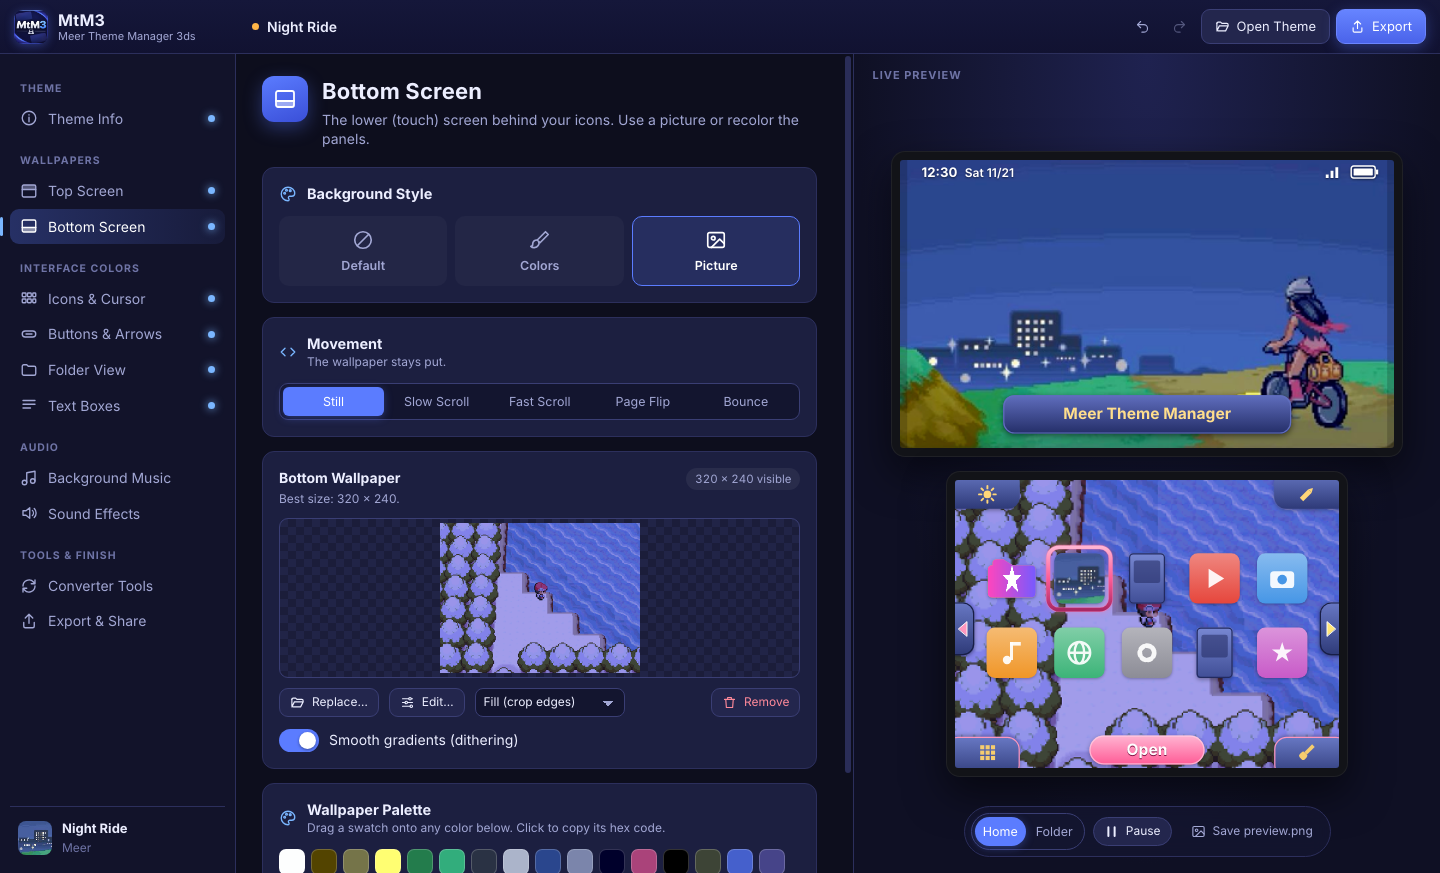 MtM3
MtM3
Meer Theme Manager 3ds
Night Ride
Open Theme
Export
THEME
Theme Info
WALLPAPERS
Top Screen
Bottom Screen
INTERFACE COLORS
Icons & Cursor
Buttons & Arrows
Folder View
Text Boxes
AUDIO
Background Music
Sound Effects
TOOLS & FINISH
Converter Tools
Export & Share
Night Ride
Meer
Bottom Screen
The lower (touch) screen behind your icons. Use a picture or recolor the
panels.
Background Style
Default
Colors
Picture
Movement
The wallpaper stays put.
Still
Slow Scroll
Fast Scroll
Page Flip
Bounce
Bottom Wallpaper
320 × 240 visible
Best size: 320 × 240.
Replace...
Edit...
Fill (crop edges)
Remove
Smooth gradients (dithering)
Wallpaper Palette
Drag a swatch onto any color below. Click to copy its hex code.
LIVE PREVIEW
12:30 Sat 11/21
Meer Theme Manager
Open
Home
Folder
Pause
Save preview.png